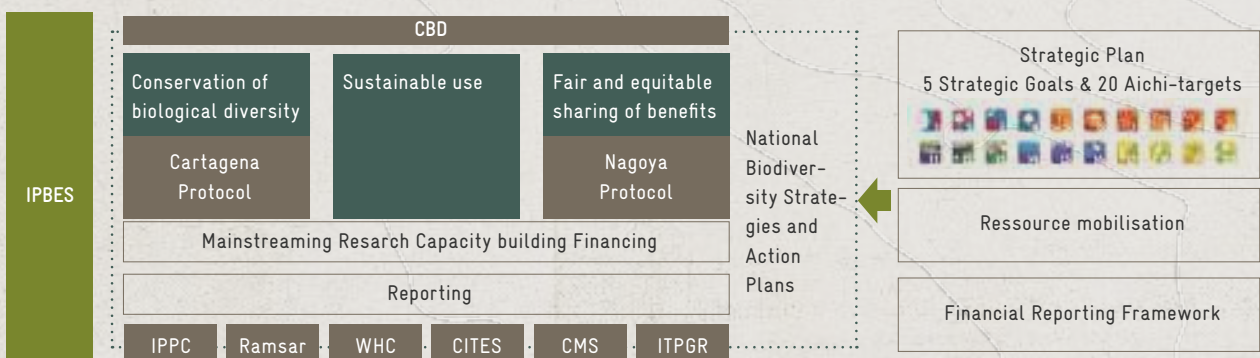 IPBES
CBD
Conservation of
biological diversity
Cartagena
Protocol
Sustainable use
Fair and equitable
sharing of benefits
Nagoya
Protocol
Mainstreaming Resarch Capacity building Financing
Reporting
IPPC
Ramsar
WHC
CITES
CMS
ITPGR
National
Biodiver-
sity Strate-
gies and
Action
Plans
Strategic Plan
5 Strategic Goals & 20 Aichi-targets
Ressource mobilisation
Financial Reporting Framework